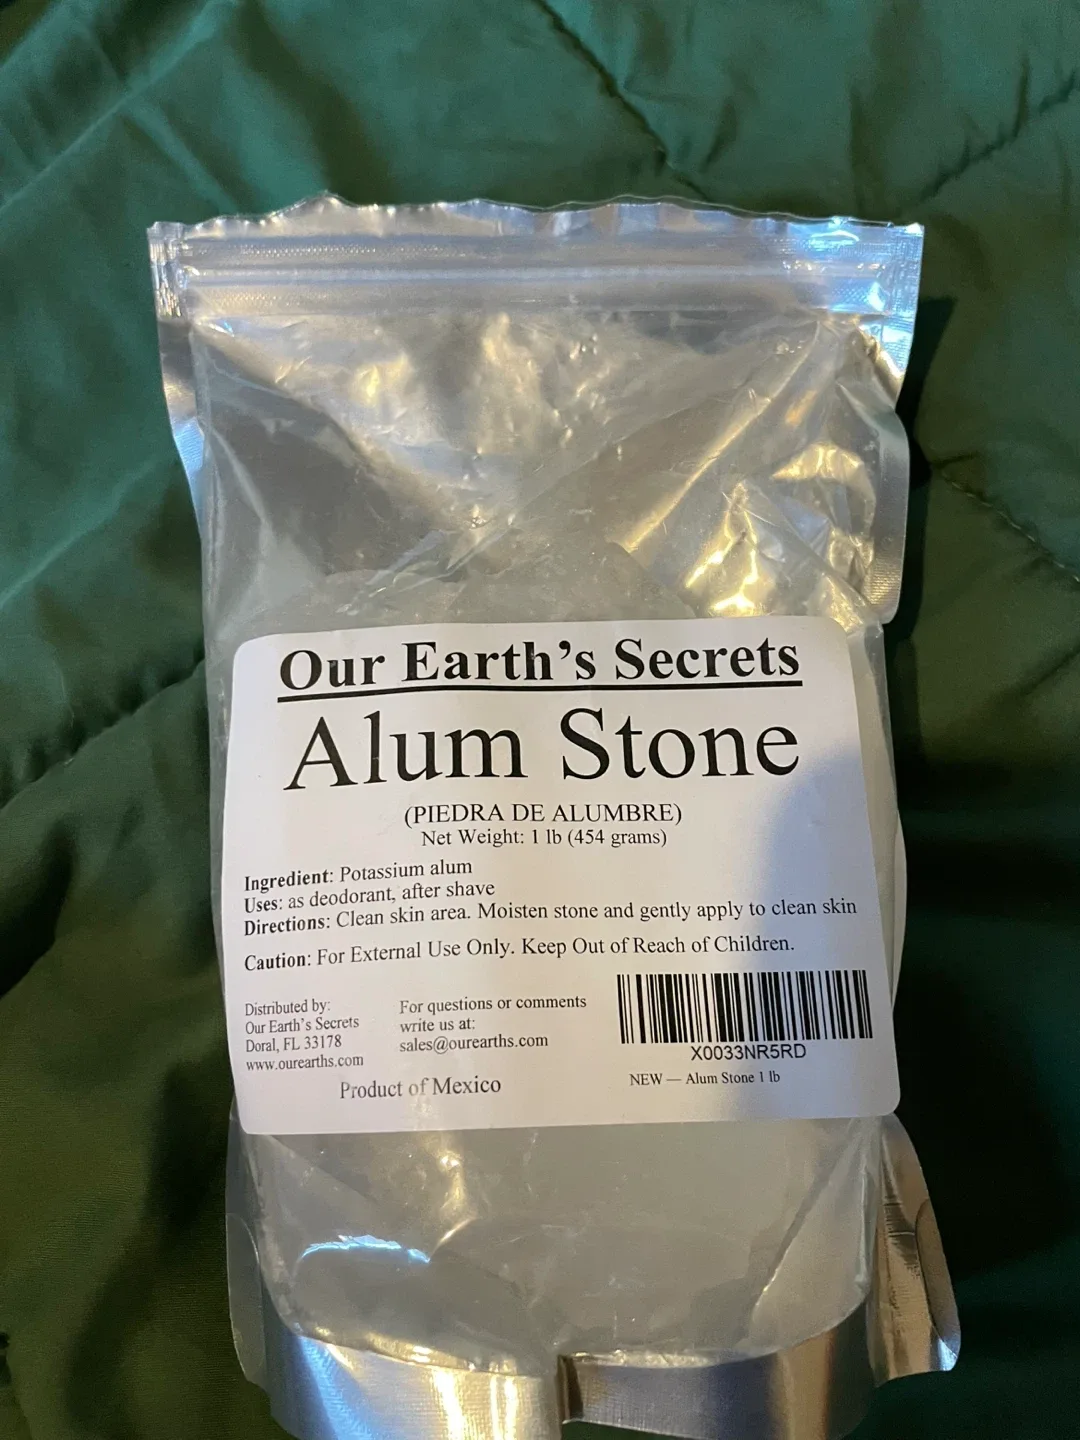 Our Earth's Secrets
Alum Stone
(PIEDRA DE ALUMBRE)
Net Weight: 1 lb (454 grams)
Ingredient: Potassium alum
Uses: as deodorant, after shave
Directions: Clean skin area. Moisten stone and gently apply to clean skin
Caution: For External Use Only. Keep Out of Reach of Children.
Distributed by:
Our Earth's Secrets
Doral, FL 33178
www.ourearths.com
For questions or comments
write us at:
sales@ourearths.com
Product of Mexico
X0033NR5RD
NEW — Alum Stone 1 lb